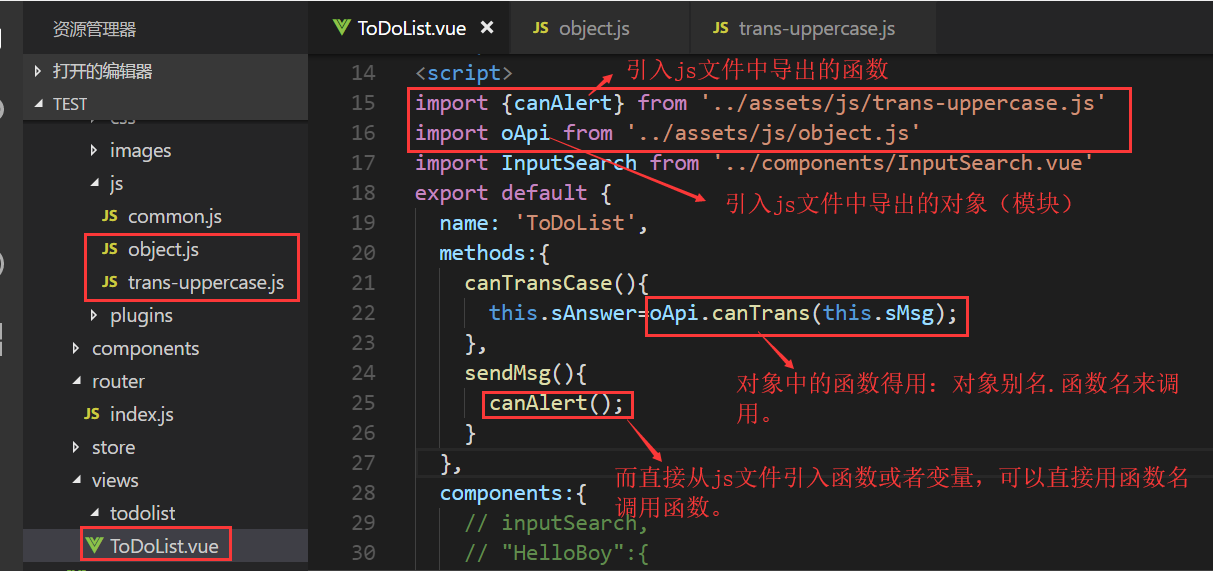 资源管理器
打开的编辑器
TEST
css
images
js
JS common.js
JS object.js
JS trans-uppercase.js
plugins
components
router
JS index.js
store
views
todolist
ToDoList.vue
ToDoList.vue ×
JS object.js
JS trans-uppercase.js
14 <script>
引入js文件中导出的函数
15 import {canAlert} from '../assets/js/trans-uppercase.js'
16 import oApi from '../assets/js/object.js'
17 import InputSearch from '../components/InputSearch.vue'
18 export default {
引入js文件中导出的对象（模块）
19 name: 'ToDoList',
20 methods:{
21 canTransCase(){
22 this.sAnswer=oApi.canTrans(this.sMsg);
23 },
24 sendMsg(){
对象中的函数得用：对象别名.函数名来调
用。
25 canAlert();
26 }
27 },
而直接从js文件引入函数或者变量，可以直接用函数名
调用函数。
28 components:{
29 // inputSearch,
30 // "HelloBoy":{